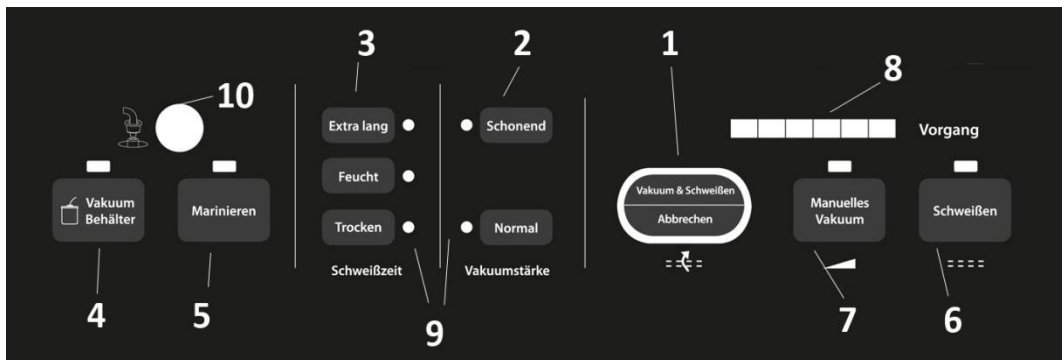 3
2
1
8
10
Extra lang
Schonend
Vorgang
Feucht
Vakuum & Schweißen
Abbrechen
Vakuum
Behälter
Marinieren
Manuelles
Vakuum
Schweißen
Trocken
Normal
Schweißzeit
Vakuumstärke
4
5
9
7
6